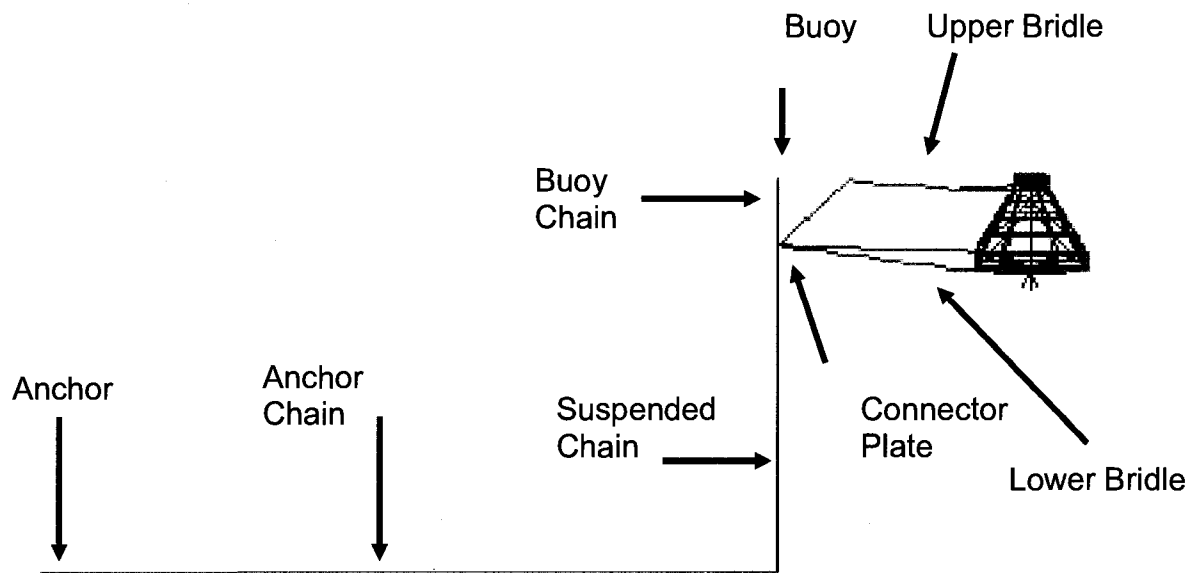 Buoy
Upper Bridle
Buoy
Chain
Anchor
Anchor
Chain
Suspended
Chain
Connector
Plate
Lower Bridle